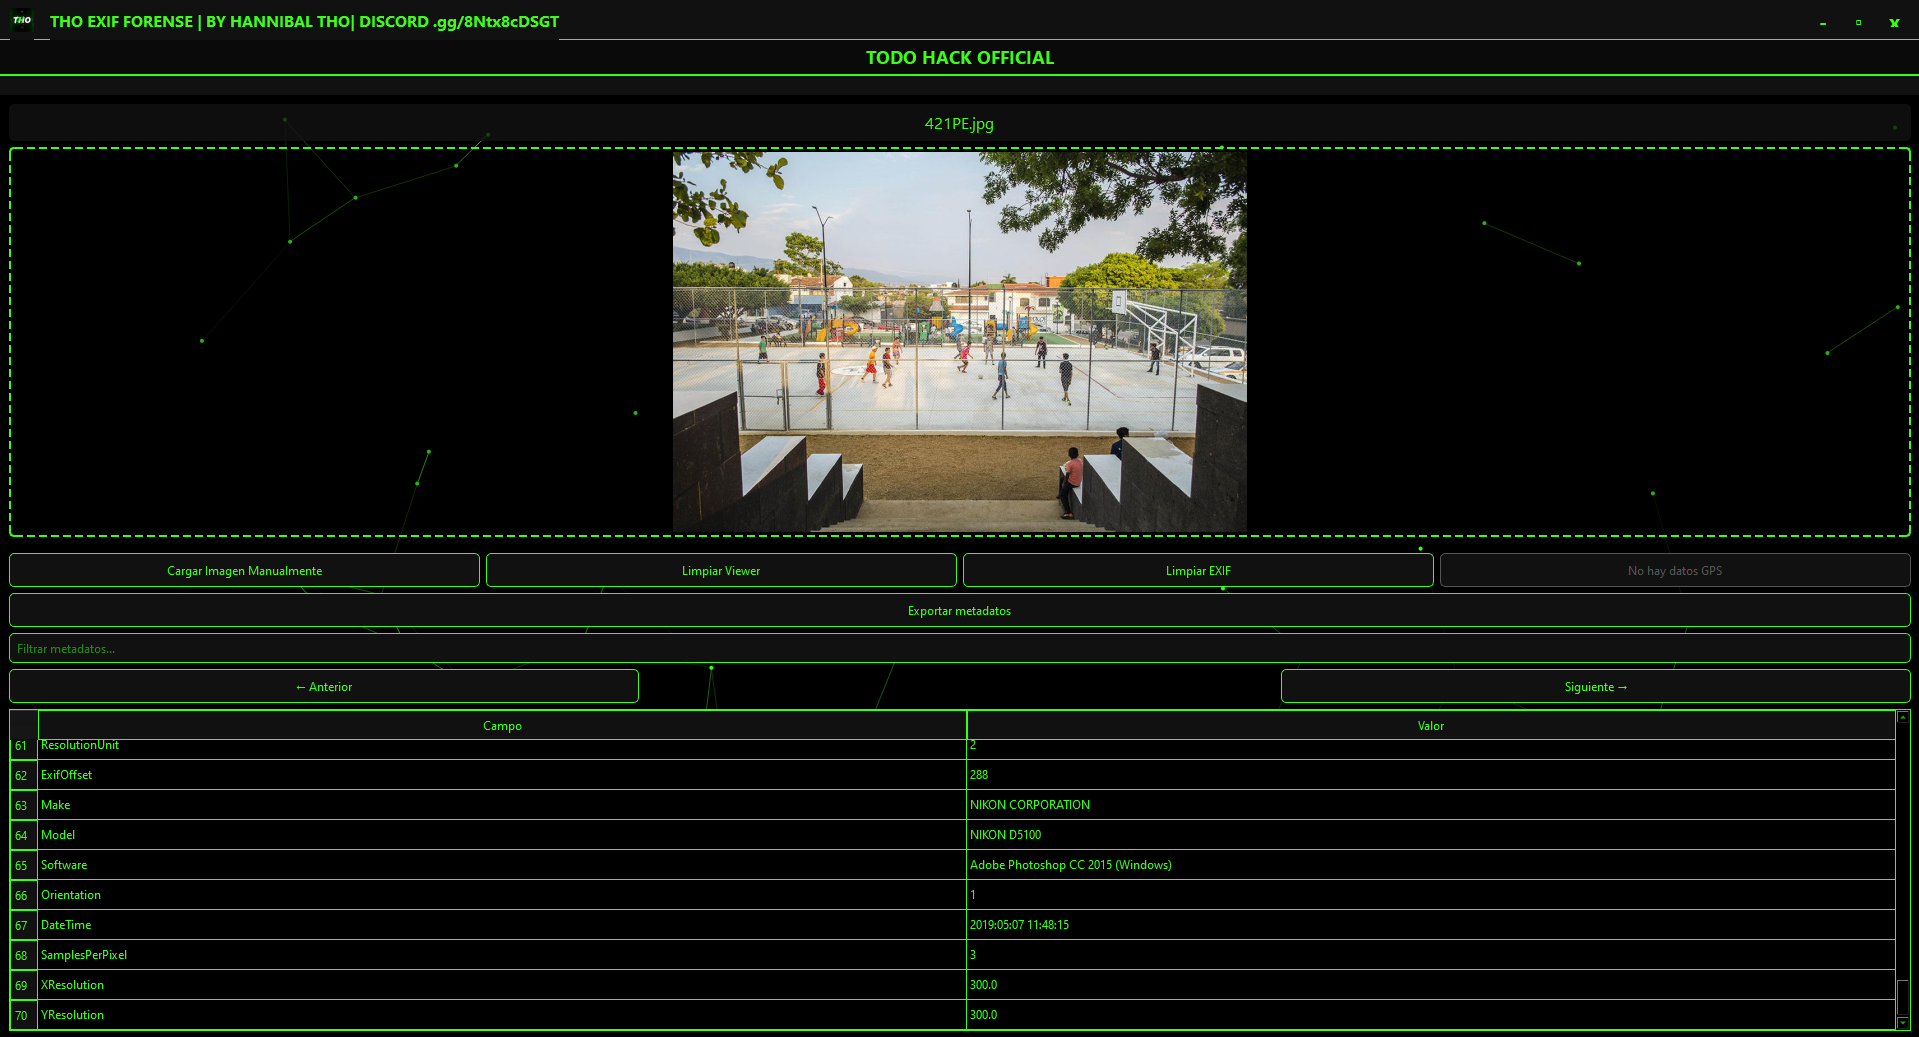 THO
THO EXIF FORENSE | BY HANNIBAL THO| DISCORD .gg/8Ntx8cDSGT
- ▫ x
TODO HACK OFFICIAL
421PE.jpg
Cargar Imagen Manualmente
Limpiar Viewer
Limpiar EXIF
No hay datos GPS
Exportar metadatos
Filtrar metadatos...
← Anterior
Siguiente →
Campo Valor
61 ResolutionUnit 2
62 ExifOffset 288
63 Make NIKON CORPORATION
64 Model NIKON D5100
65 Software Adobe Photoshop CC 2015 (Windows)
66 Orientation 1
67 DateTime 2019:05:07 11:48:15
68 SamplesPerPixel 3
69 XResolution 300.0
70 YResolution 300.0